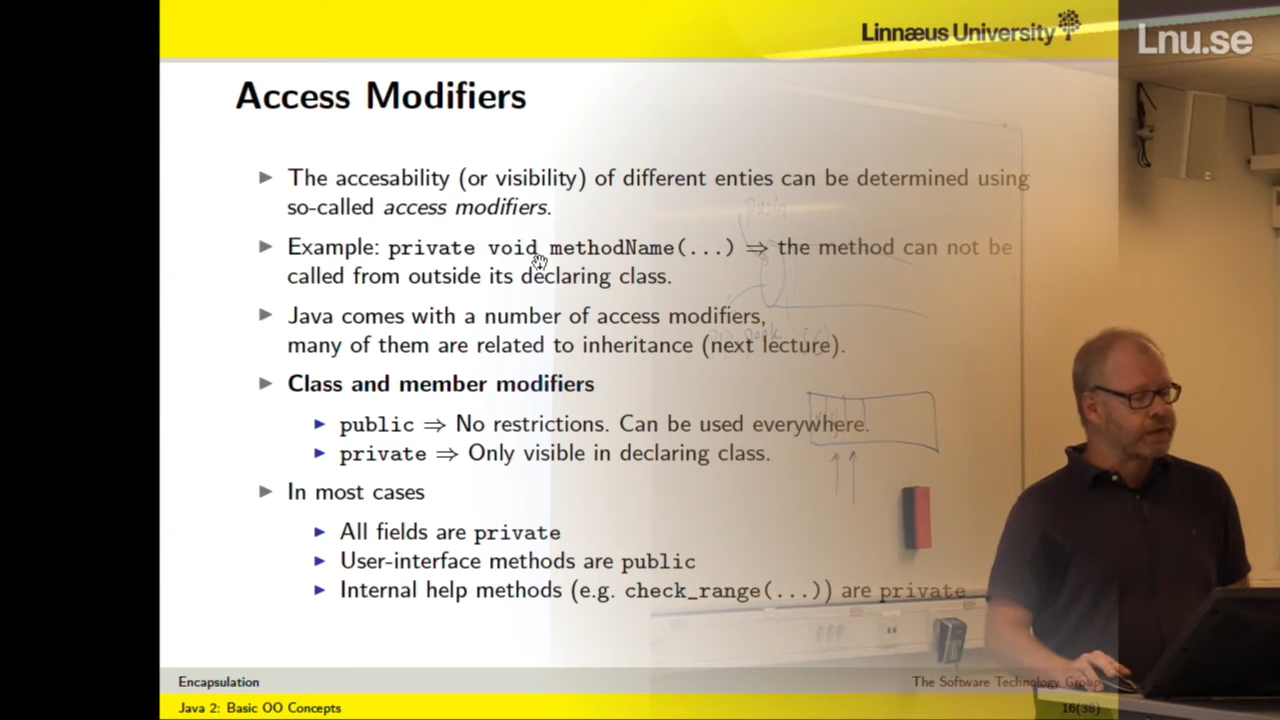 Linnæus University
Lnu.se
Access Modifiers
The accesability (or visibility) of different enties can be determined using
so-called access modifiers.
Example: private void methodName(...) ⇒ the method can not be
called from outside its declaring class.
Java comes with a number of access modifiers,
many of them are related to inheritance (next lecture).
Class and member modifiers
public ⇒ No restrictions. Can be used everywhere.
private ⇒ Only visible in declaring class.
In most cases
All fields are private
User-interface methods are public
Internal help methods (e.g. check_range(...)) are private
Encapsulation
The Software Technology Group
Java 2: Basic OO Concepts
16(38)
push